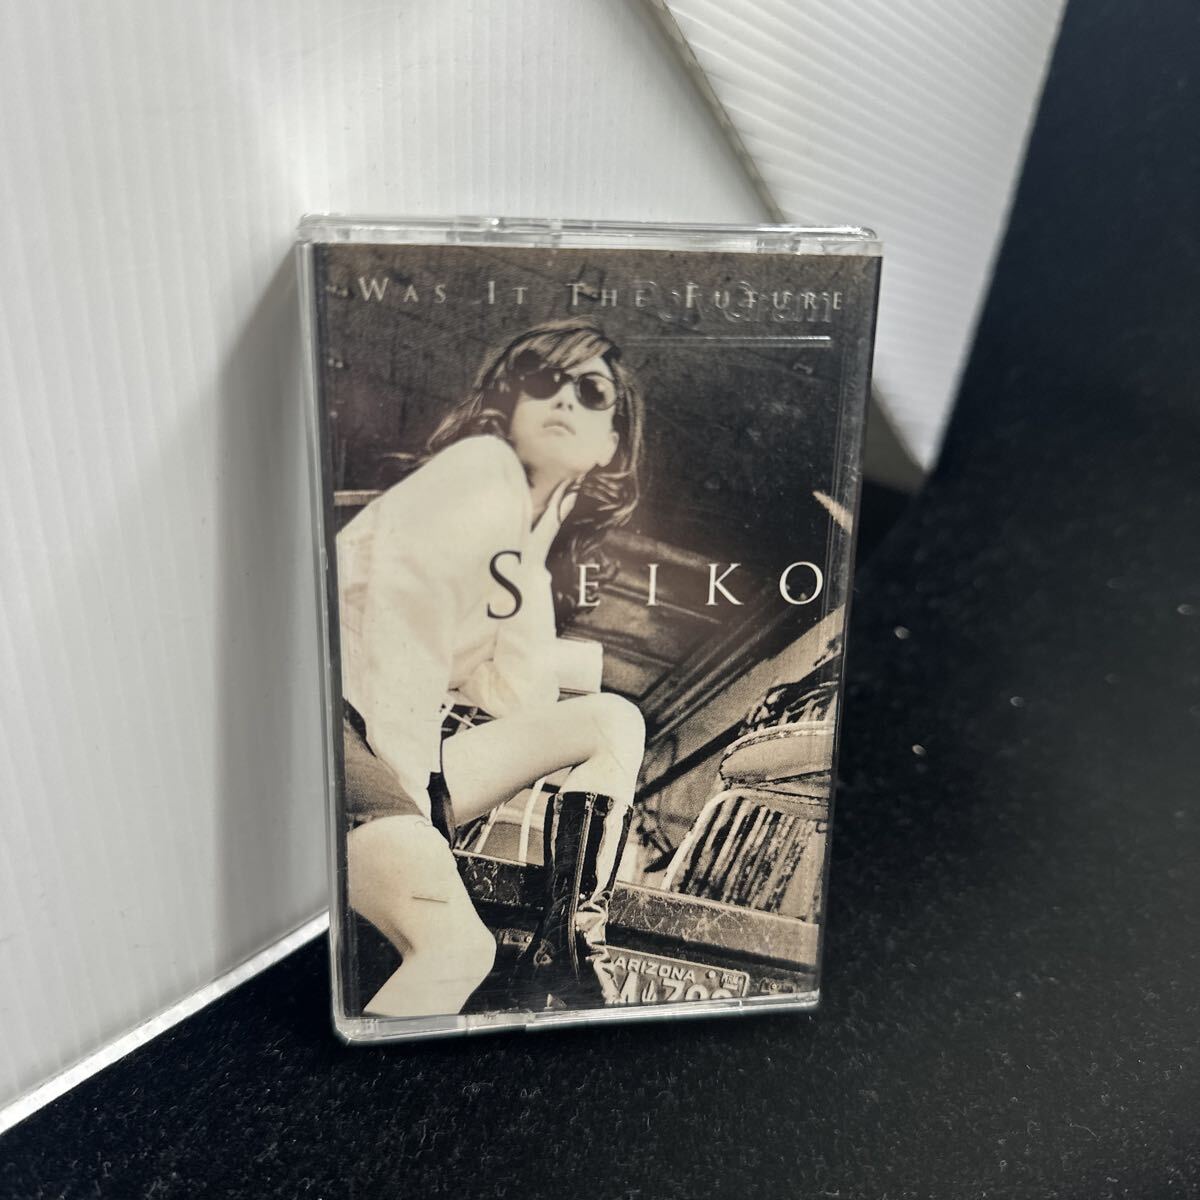 WAS IT THE FUTURE
SEIKO
ARIZONA